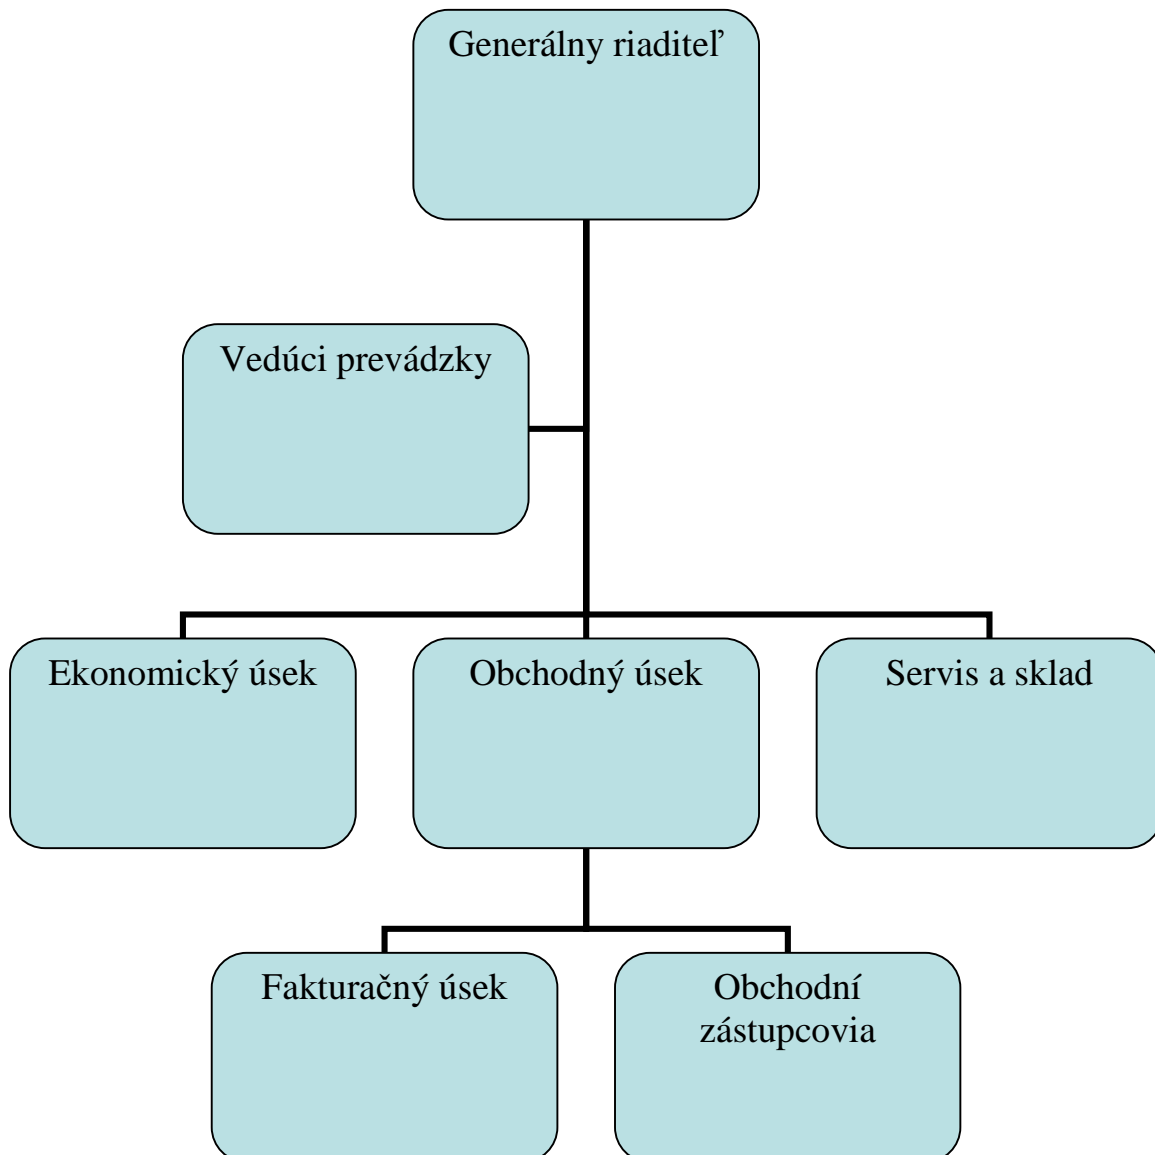 Generálny riaditeľ
Vedúci prevádzky
Ekonomický úsek
Obchodný úsek
Servis a sklad
Fakturačný úsek
Obchodní
zástupcovia